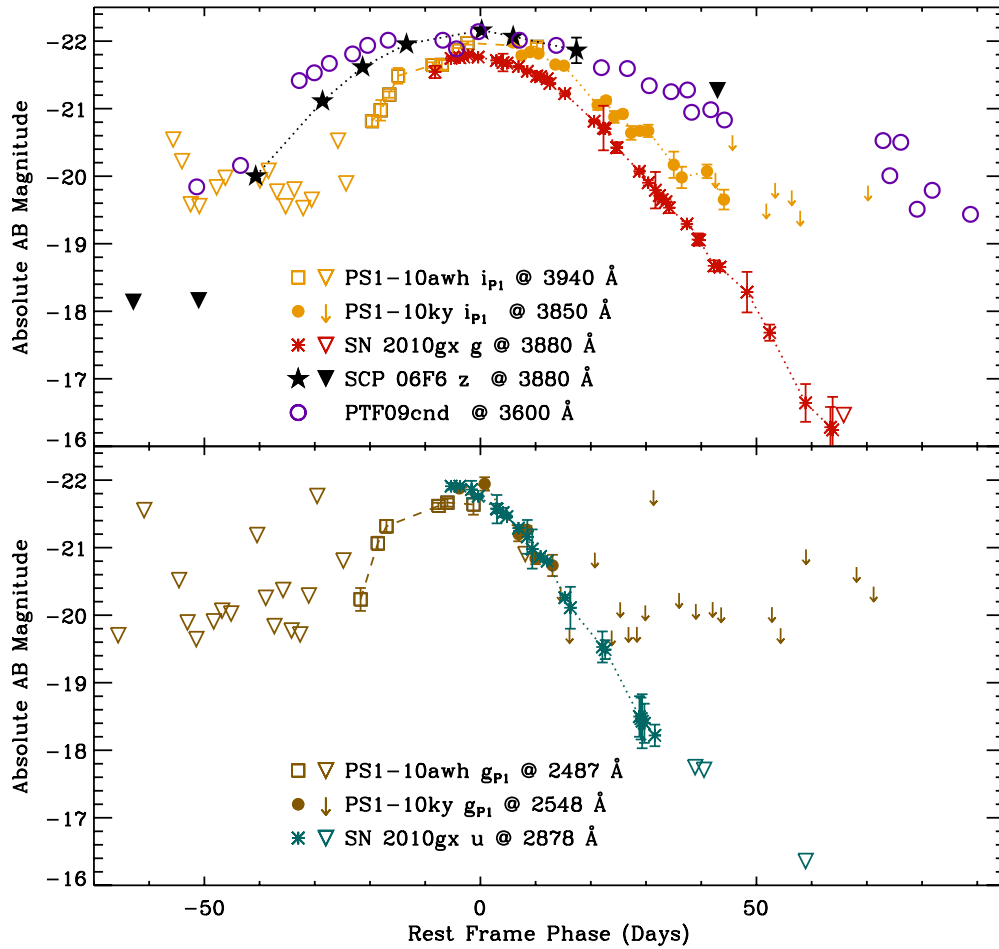 Absolute AB Magnitude
-22
-21
-20
-19
-18
-17
-16
PS1-10awh i_P1 @ 3940 Å
PS1-10ky i_P1 @ 3850 Å
SN 2010gx g @ 3880 Å
SCP 06F6 z @ 3880 Å
PTF09cnd @ 3600 Å
Absolute AB Magnitude
-22
-21
-20
-19
-18
-17
-16
PS1-10awh g_P1 @ 2487 Å
PS1-10ky g_P1 @ 2548 Å
SN 2010gx u @ 2878 Å
-50 0 50
Rest Frame Phase (Days)